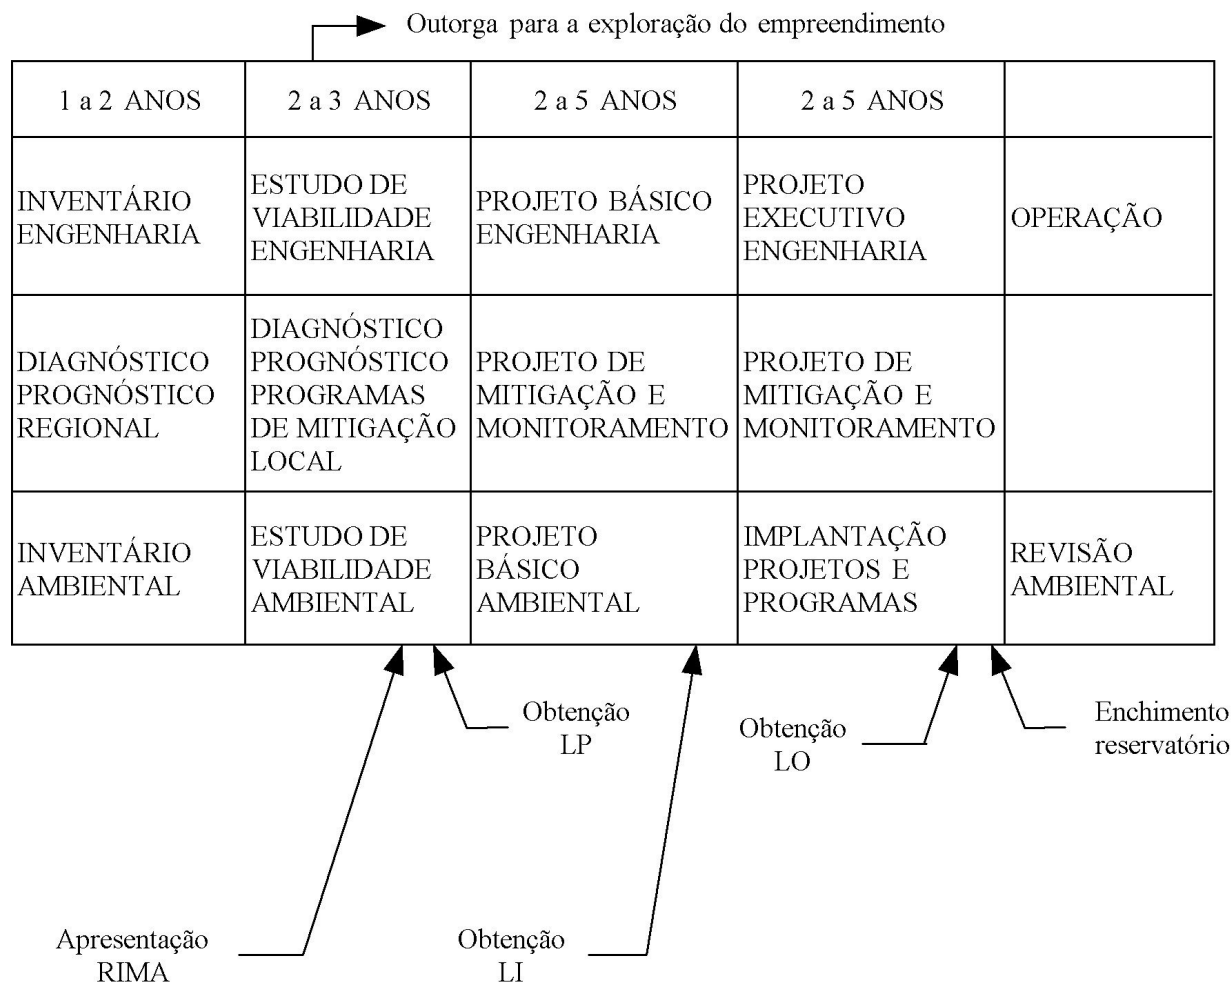 Outorga para a exploração do empreendimento
1 a 2 ANOS
2 a 3 ANOS
2 a 5 ANOS
2 a 5 ANOS
INVENTÁRIO
ENGENHARIA
ESTUDO DE
VIABILIDADE
ENGENHARIA
PROJETO BÁSICO
ENGENHARIA
PROJETO
EXECUTIVO
ENGENHARIA
OPERAÇÃO
DIAGNÓSTICO
PROGNÓSTICO
REGIONAL
DIAGNÓSTICO
PROGNÓSTICO
PROGRAMAS
DE MITIGAÇÃO
LOCAL
PROJETO DE
MITIGAÇÃO E
MONITORAMENTO
PROJETO DE
MITIGAÇÃO E
MONITORAMENTO
INVENTÁRIO
AMBIENTAL
ESTUDO DE
VIABILIDADE
AMBIENTAL
PROJETO
BÁSICO
AMBIENTAL
IMPLANTAÇÃO
PROJETOS E
PROGRAMAS
REVISÃO
AMBIENTAL
Obtenção
LP
Obtenção
LO
Enchimento
reservatório
Apresentação
RIMA
Obtenção
LI